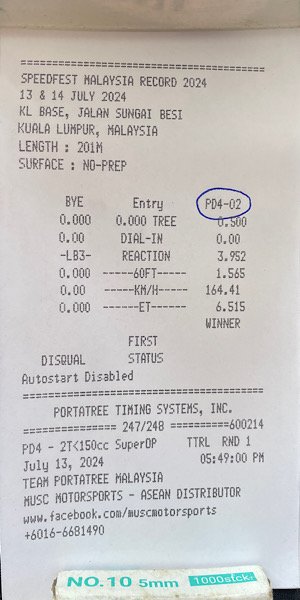 ==============================================
SPEEDFEST MALAYSIA RECORD 2024
13 & 14 JULY 2024
KL BASE, JALAN SUNGAI BESI
KUALA LUMPUR, MALAYSIA
LENGTH : 201M
SURFACE : NO-PREP
BYE Entry PD4-02
0.000 0.000 TREE 0.500
0.00 DIAL-IN 0.00
-LB3- REACTION 3.952
0.000 -----60FT----- 1.565
0.00 -----KM/H----- 164.41
0.000 ------ET------ 6.515
WINNER
FIRST
DISQUAL STATUS
Autostart Disabled
==============================================
PORTATREE TIMING SYSTEMS, INC.
================ 247/248 ==========600214
PD4 - 2T<150cc SuperOP TTRL RND 1
July 13, 2024 05:49:00 PM
TEAM PORTATREE MALAYSIA
MUSC MOTORSPORTS - ASEAN DISTRIBUTOR
www.facebook.com/muscmotorsports
+6016-6681490
NO.10 5mm 1000stcki